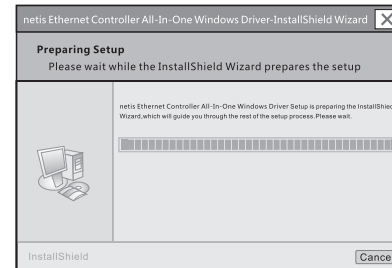 netis Ethernet Controller All-In-One Windows Driver-InstallShield Wizard
Preparing Setup
Please wait while the InstallShield Wizard prepares the setup
netis Ethernet Controller All-In-One Windows Driver Setup is preparing the InstallShied
Wizard,which will guide you through the rest of the setup process.Please wait.
InstallShield
Cance